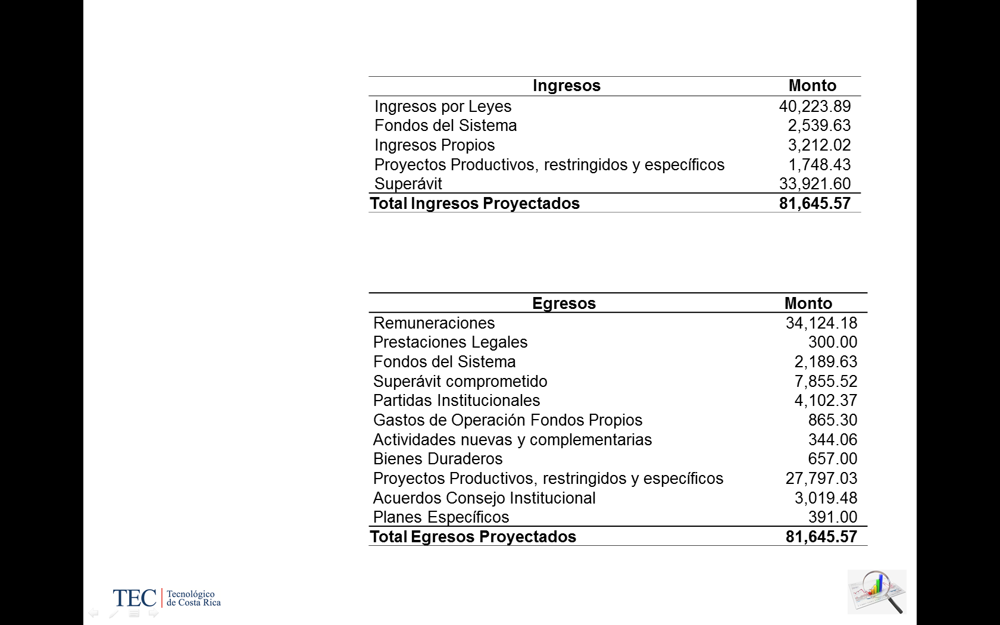 Ingresos Monto
Ingresos por Leyes 40,223.89
Fondos del Sistema 2,539.63
Ingresos Propios 3,212.02
Proyectos Productivos, restringidos y específicos 1,748.43
Superávit 33,921.60
Total Ingresos Proyectados 81,645.57
Egresos Monto
Remuneraciones 34,124.18
Prestaciones Legales 300.00
Fondos del Sistema 2,189.63
Superávit comprometido 7,855.52
Partidas Institucionales 4,102.37
Gastos de Operación Fondos Propios 865.30
Actividades nuevas y complementarias 344.06
Bienes Duraderos 657.00
Proyectos Productivos, restringidos y específicos 27,797.03
Acuerdos Consejo Institucional 3,019.48
Planes Específicos 391.00
Total Egresos Proyectados 81,645.57
TEC Tecnológico
de Costa Rica